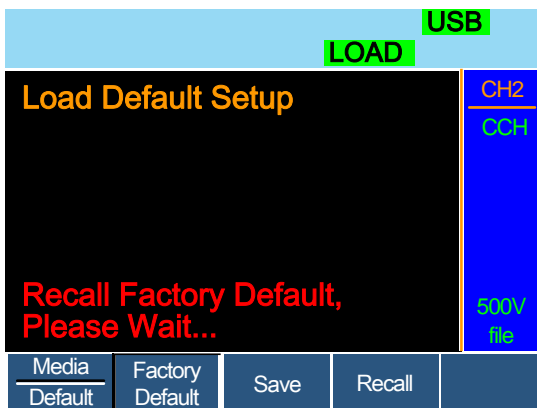 USB
LOAD
Load Default Setup
CH2
CCH
Recall Factory Default,
Please Wait...
500V
file
Media
Default
Factory
Default
Save
Recall